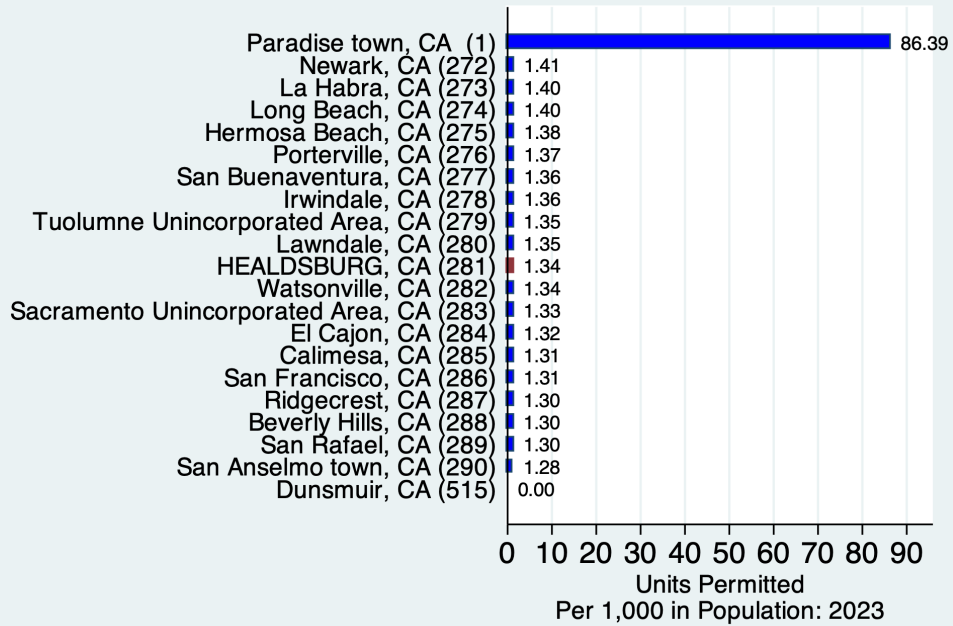 Paradise town, CA  (1) 86.39
Newark, CA (272) 1.41
La Habra, CA (273) 1.40
Long Beach, CA (274) 1.40
Hermosa Beach, CA (275) 1.38
Porterville, CA (276) 1.37
San Buenaventura, CA (277) 1.36
Irwindale, CA (278) 1.36
Tuolumne Unincorporated Area, CA (279) 1.35
Lawndale, CA (280) 1.35
HEALDSBURG, CA (281) 1.34
Watsonville, CA (282) 1.34
Sacramento Unincorporated Area, CA (283) 1.33
El Cajon, CA (284) 1.32
Calimesa, CA (285) 1.31
San Francisco, CA (286) 1.31
Ridgecrest, CA (287) 1.30
Beverly Hills, CA (288) 1.30
San Rafael, CA (289) 1.30
San Anselmo town, CA (290) 1.28
Dunsmuir, CA (515) 0.00
0 10 20 30 40 50 60 70 80 90
Units Permitted
Per 1,000 in Population: 2023